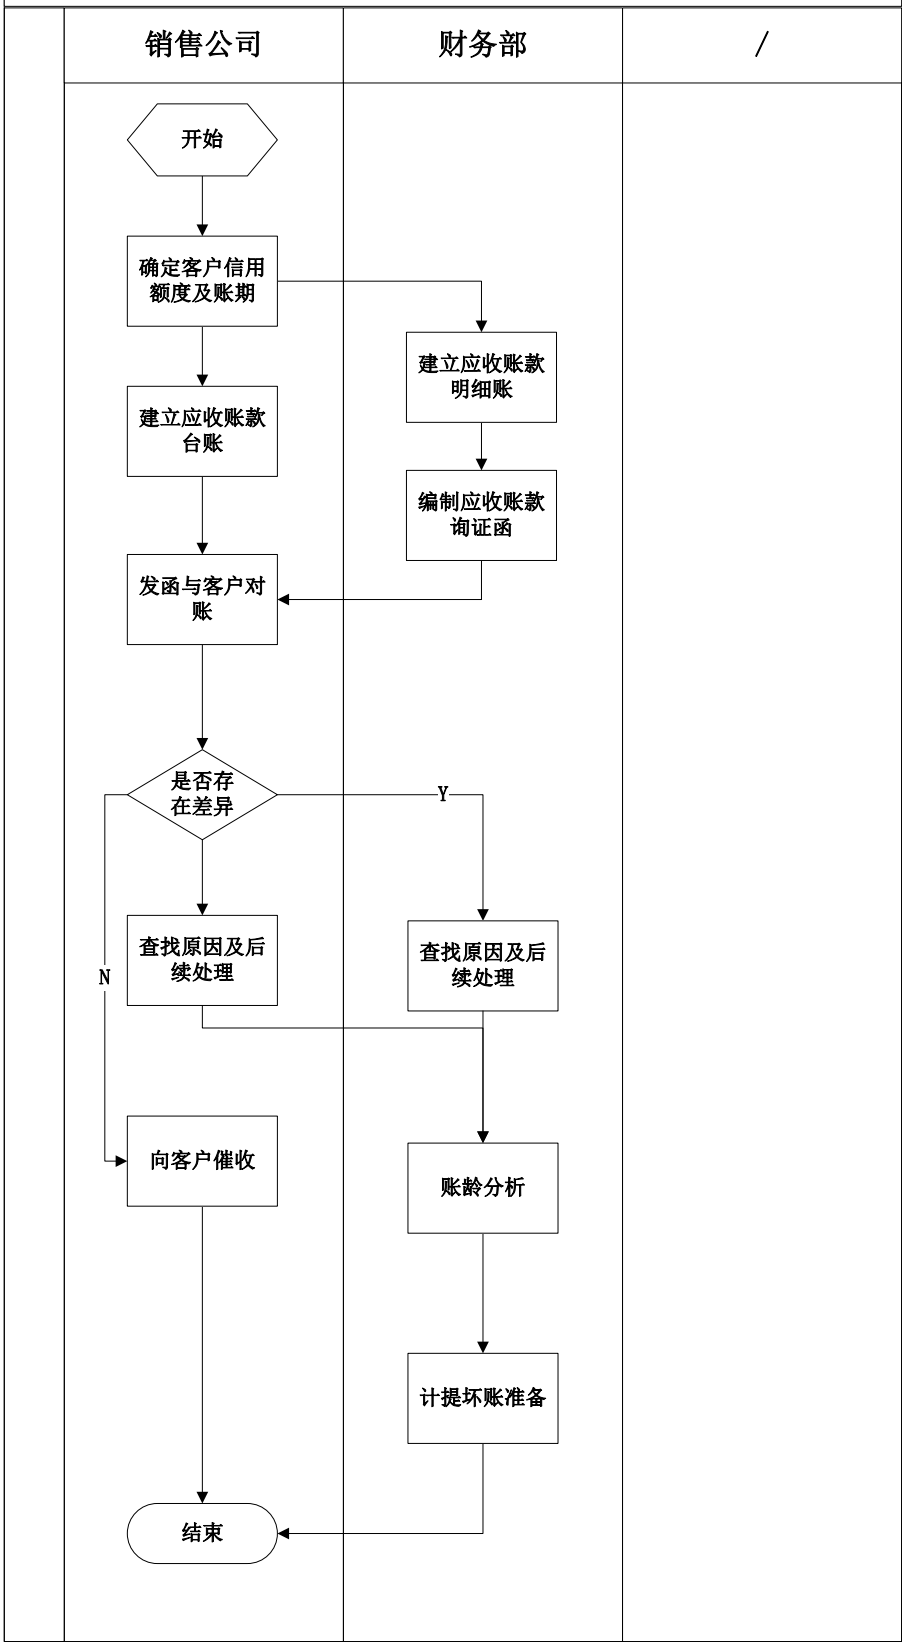 销售公司
财务部
/
开始
确定客户信用
额度及账期
建立应收账款
明细账
建立应收账款
台账
编制应收账款
询证函
发函与客户对
账
是否存
在差异
Y
查找原因及后
续处理
查找原因及后
续处理
N
向客户催收
账龄分析
计提坏账准备
结束